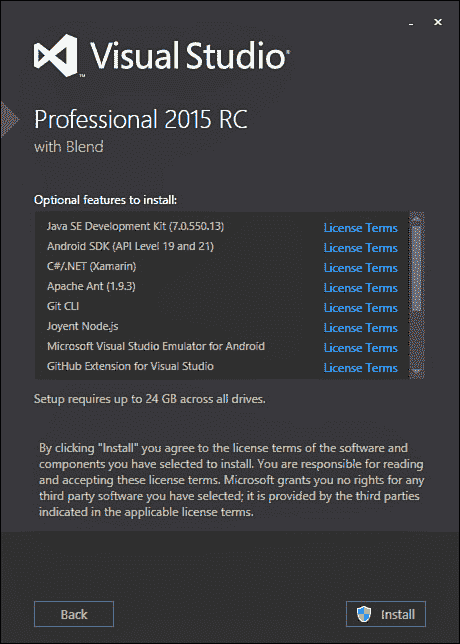 Visual Studio
Professional 2015 RC
with Blend
Optional features to install:
Java SE Development Kit (7.0.550.13) License Terms
Android SDK (API Level 19 and 21) License Terms
C#/.NET (Xamarin) License Terms
Apache Ant (1.9.3) License Terms
Git CLI License Terms
Joyent Node.js License Terms
Microsoft Visual Studio Emulator for Android License Terms
GitHub Extension for Visual Studio License Terms
Setup requires up to 24 GB across all drives.
By clicking "Install" you agree to the license terms of the software and
components you have selected to install. You are responsible for reading
and accepting these license terms. Microsoft grants you no rights for any
third party software you have selected; it is provided by the third parties
indicated in the applicable license terms.
Back Install